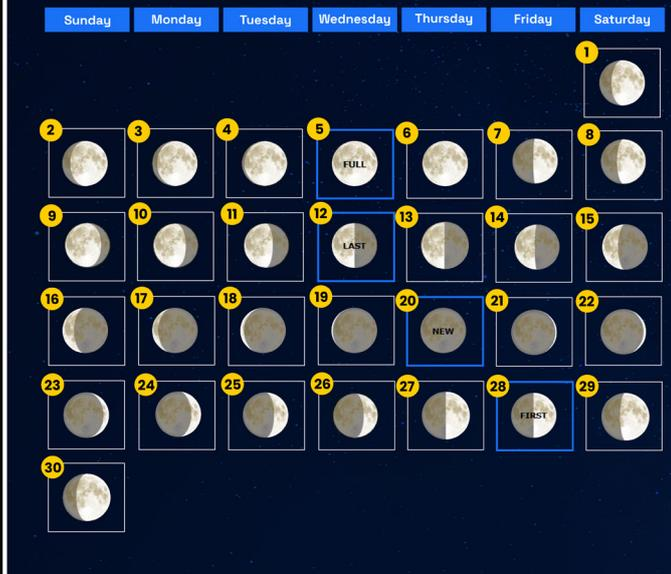 Sunday Monday Tuesday Wednesday Thursday Friday Saturday
1
2 3 4 5 6 7 8
FULL
9 10 11 12 13 14 15
LAST
16 17 18 19 20 21 22
NEW
23 24 25 26 27 28 29
FIRST
30